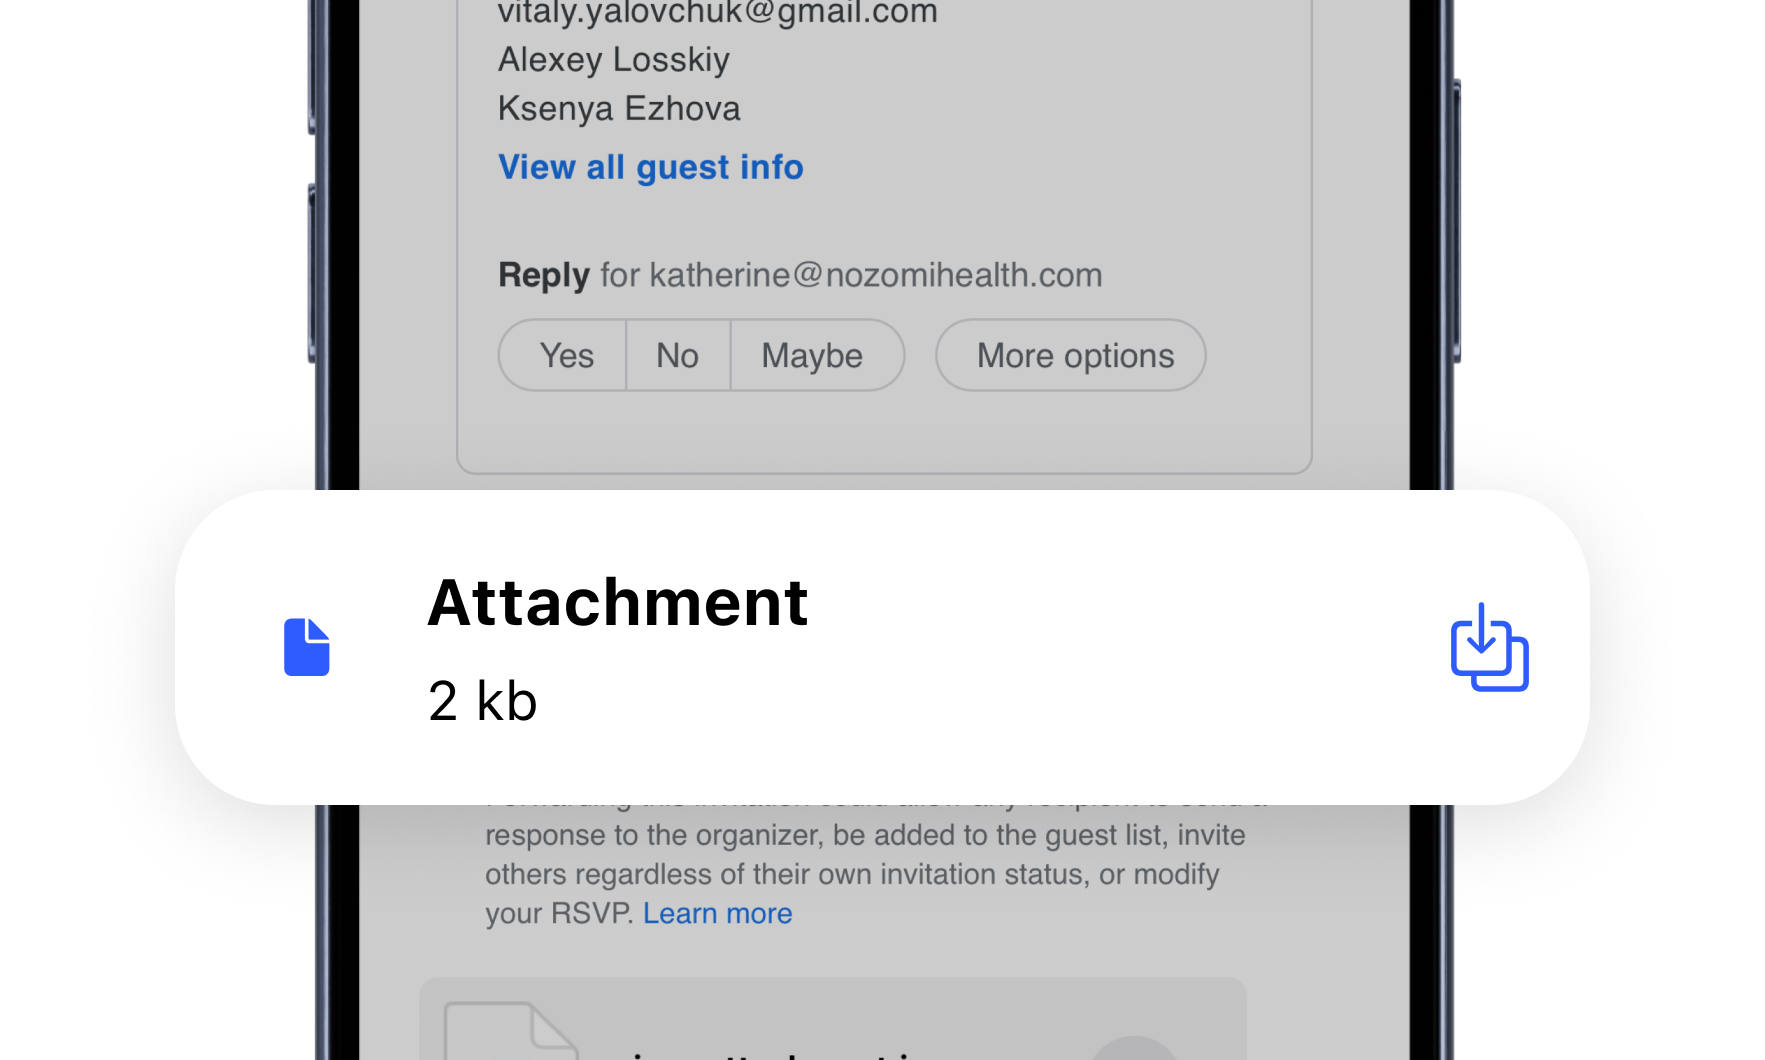 vitaly.yalovchuk@gmail.com
Alexey Losskiy
Ksenya Ezhova
View all guest info
Reply for katherine@nozomihealth.com
Yes No Maybe More options
Attachment
2 kb
response to the organizer, be added to the guest list, invite
others regardless of their own invitation status, or modify
your RSVP. Learn more